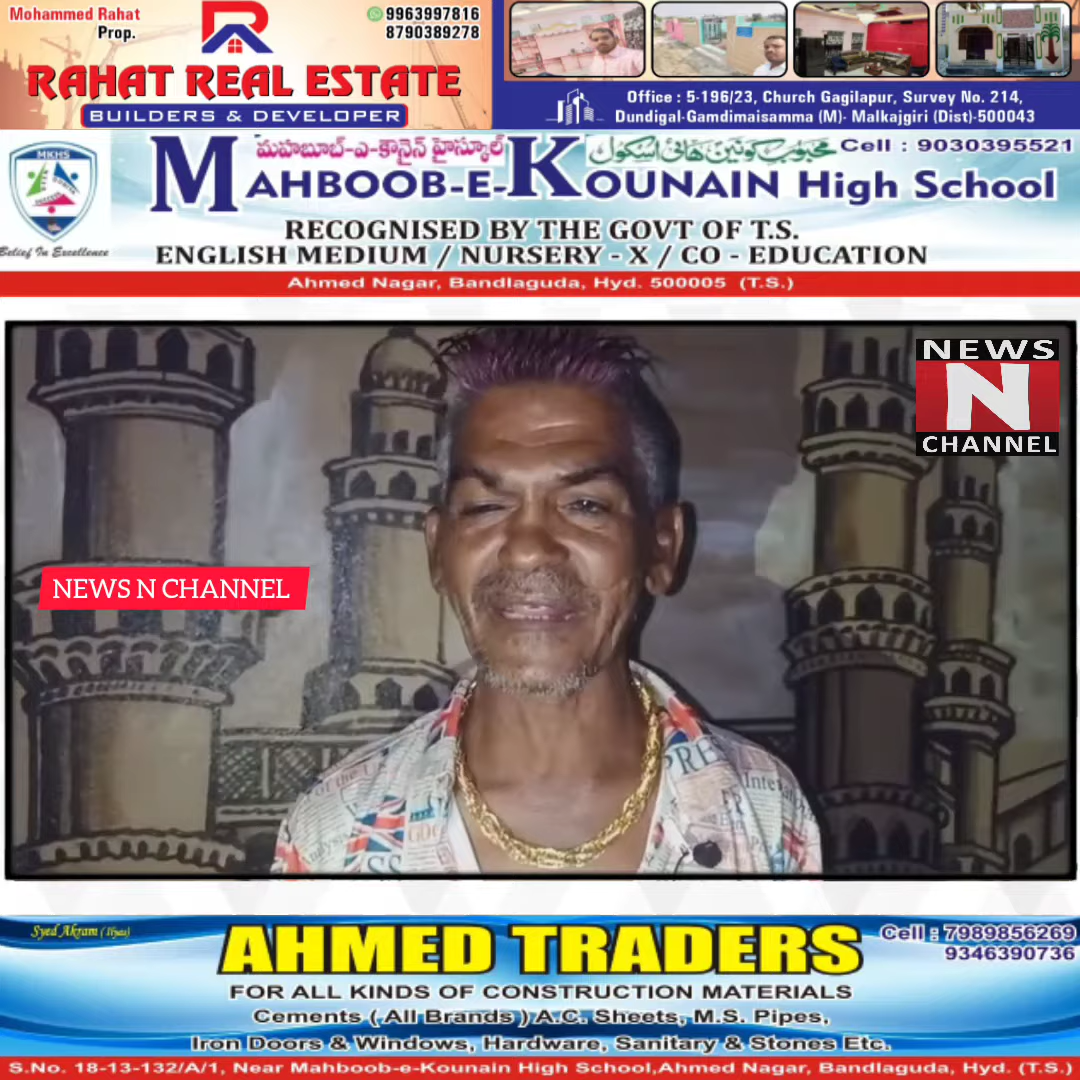 Mohammed Rahat
Prop.
9963997816
8790389278
R
RAHAT REAL ESTATE
BUILDERS & DEVELOPER
Office : 5-196/23, Church Gagilapur, Survey No. 214,
Dundigal-Gamdimaisamma (M)- Malkajgiri (Dist)-500043
MKHS
Belief In Excellence
మహబూబ్-ఎ-కౌనైన్ హైస్కూల్
محبوب کونین ہائی اسکول
Cell : 9030395521
MAHBOOB-E-KOUNAIN High School
RECOGNISED BY THE GOVT OF T.S.
ENGLISH MEDIUM / NURSERY - X / CO - EDUCATION
Ahmed Nagar, Bandlaguda, Hyd. 500005 (T.S.)
NEWS
N
CHANNEL
NEWS N CHANNEL
of the
PRE
Syed Akram ( Ilyas)
AHMED TRADERS
Cell : 7989856269
9346390736
FOR ALL KINDS OF CONSTRUCTION MATERIALS
Cements ( All Brands ) A.C. Sheets, M.S. Pipes,
Iron Doors & Windows, Hardware, Sanitary & Stones Etc.
S.No. 18-13-132/A/1, Near Mahboob-e-Kounain High School,Ahmed Nagar, Bandlaguda, Hyd. (T.S.)